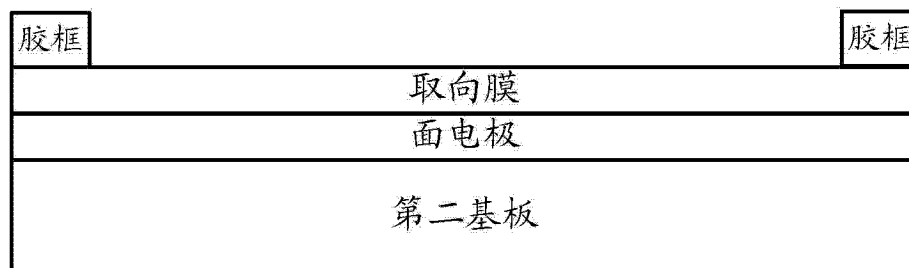 胶框 胶框
取向膜
面电极
第二基板